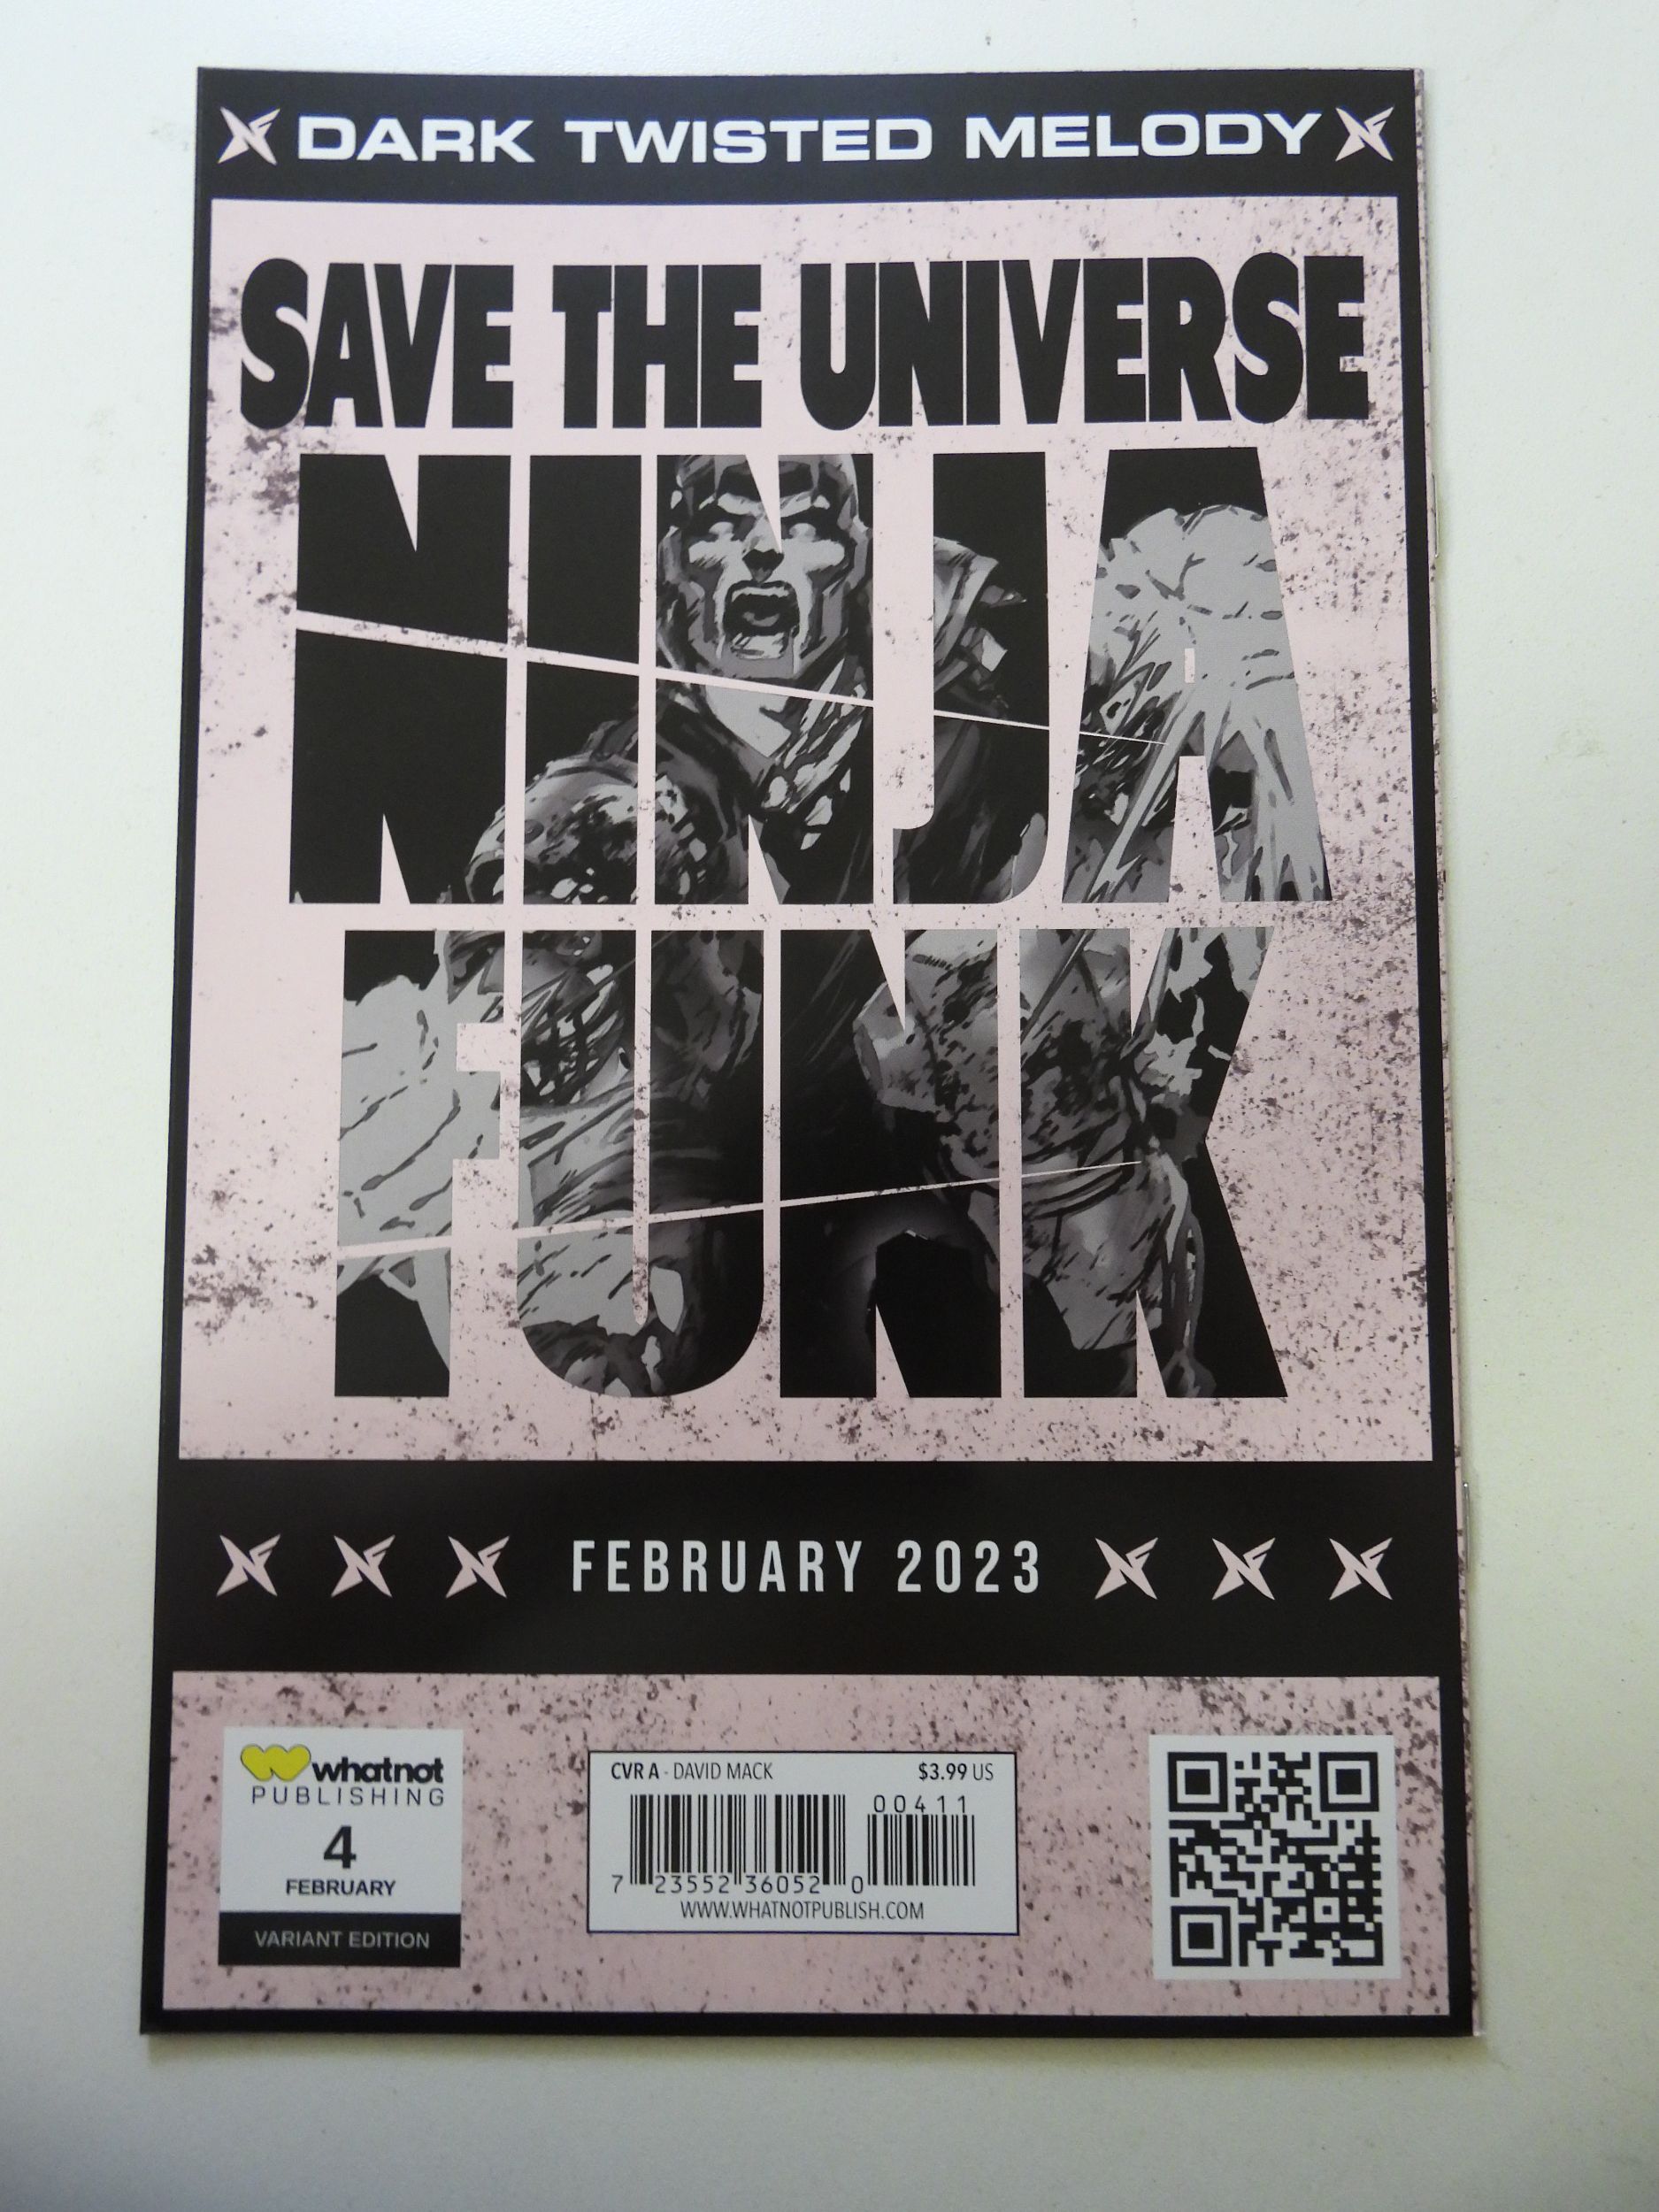 DARK TWISTED MELODY
SAVE THE UNIVERSE
NINJA
FUNK
FEBRUARY 2023
whatnot
PUBLISHING
4
FEBRUARY
VARIANT EDITION
CVR A - DAVID MACK $3.99 US
00411
7 23552 36052 0
WWW.WHATNOTPUBLISH.COM